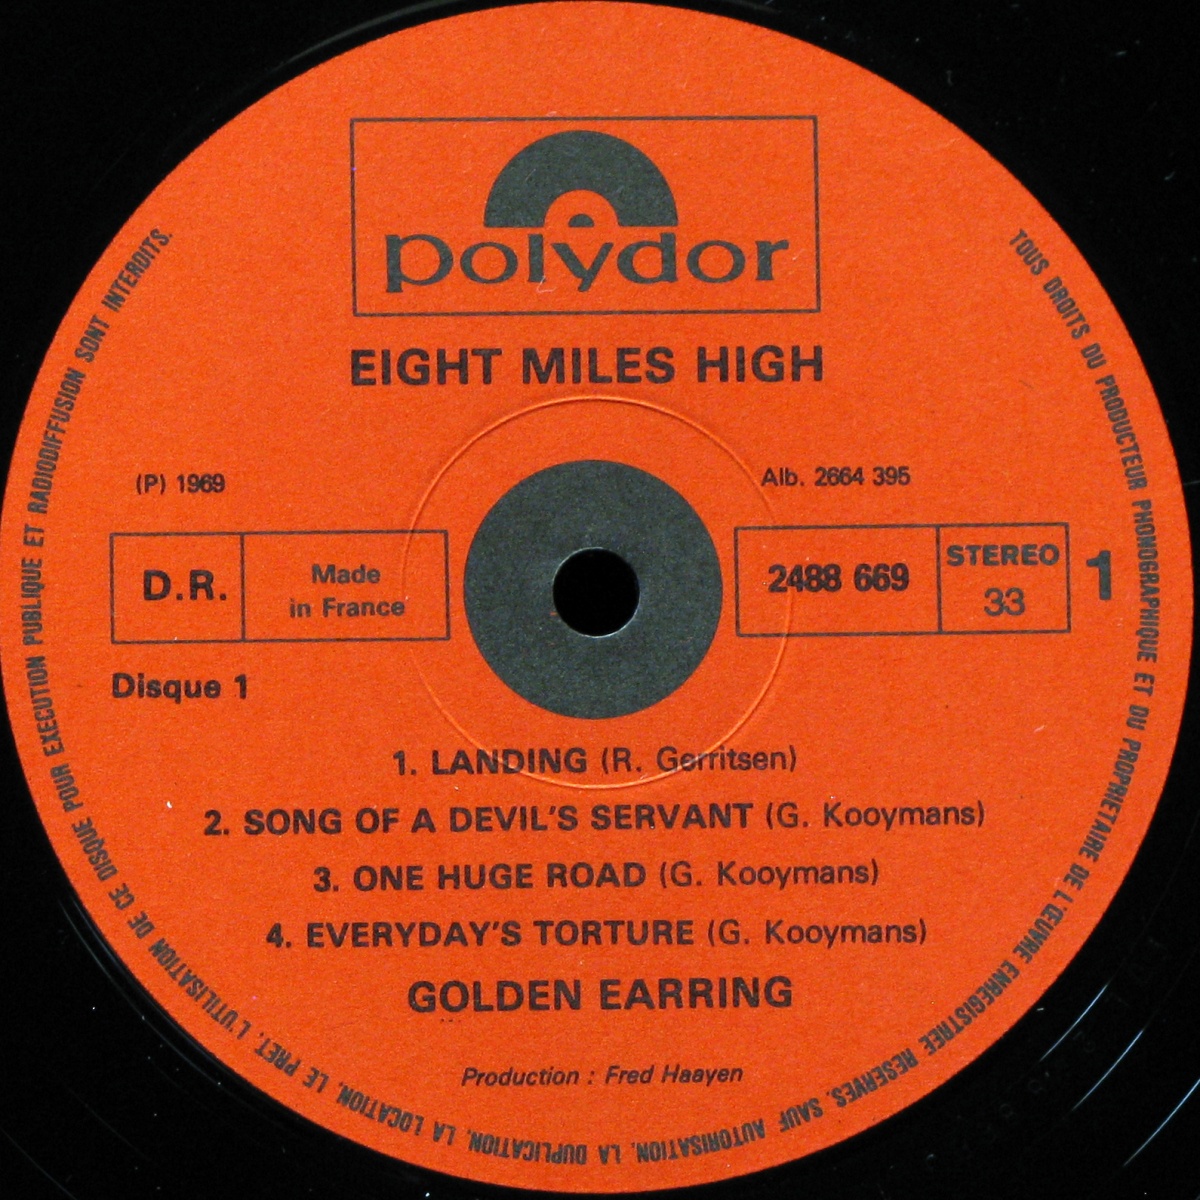 polydor
EIGHT MILES HIGH
(P) 1969
Alb. 2664 395
D.R.
Made
in France
2488 669
STEREO
33
1
Disque 1
1. LANDING (R. Gerritsen)
2. SONG OF A DEVIL'S SERVANT (G. Kooymans)
3. ONE HUGE ROAD (G. Kooymans)
4. EVERYDAY'S TORTURE (G. Kooymans)
GOLDEN EARRING
Production : Fred Haayen
TOUS DROITS DU PRODUCTEUR PHONOGRAPHIQUE ET DU PROPRIETAIRE DE L'ŒUVRE ENREGISTREE RESERVES. SAUF AUTORISATION, LA DUPLICATION, LA LOCATION, LE PRET, L'UTILISATION DE CE DISQUE POUR EXECUTION PUBLIQUE ET RADIODIFFUSION SONT INTERDITS.